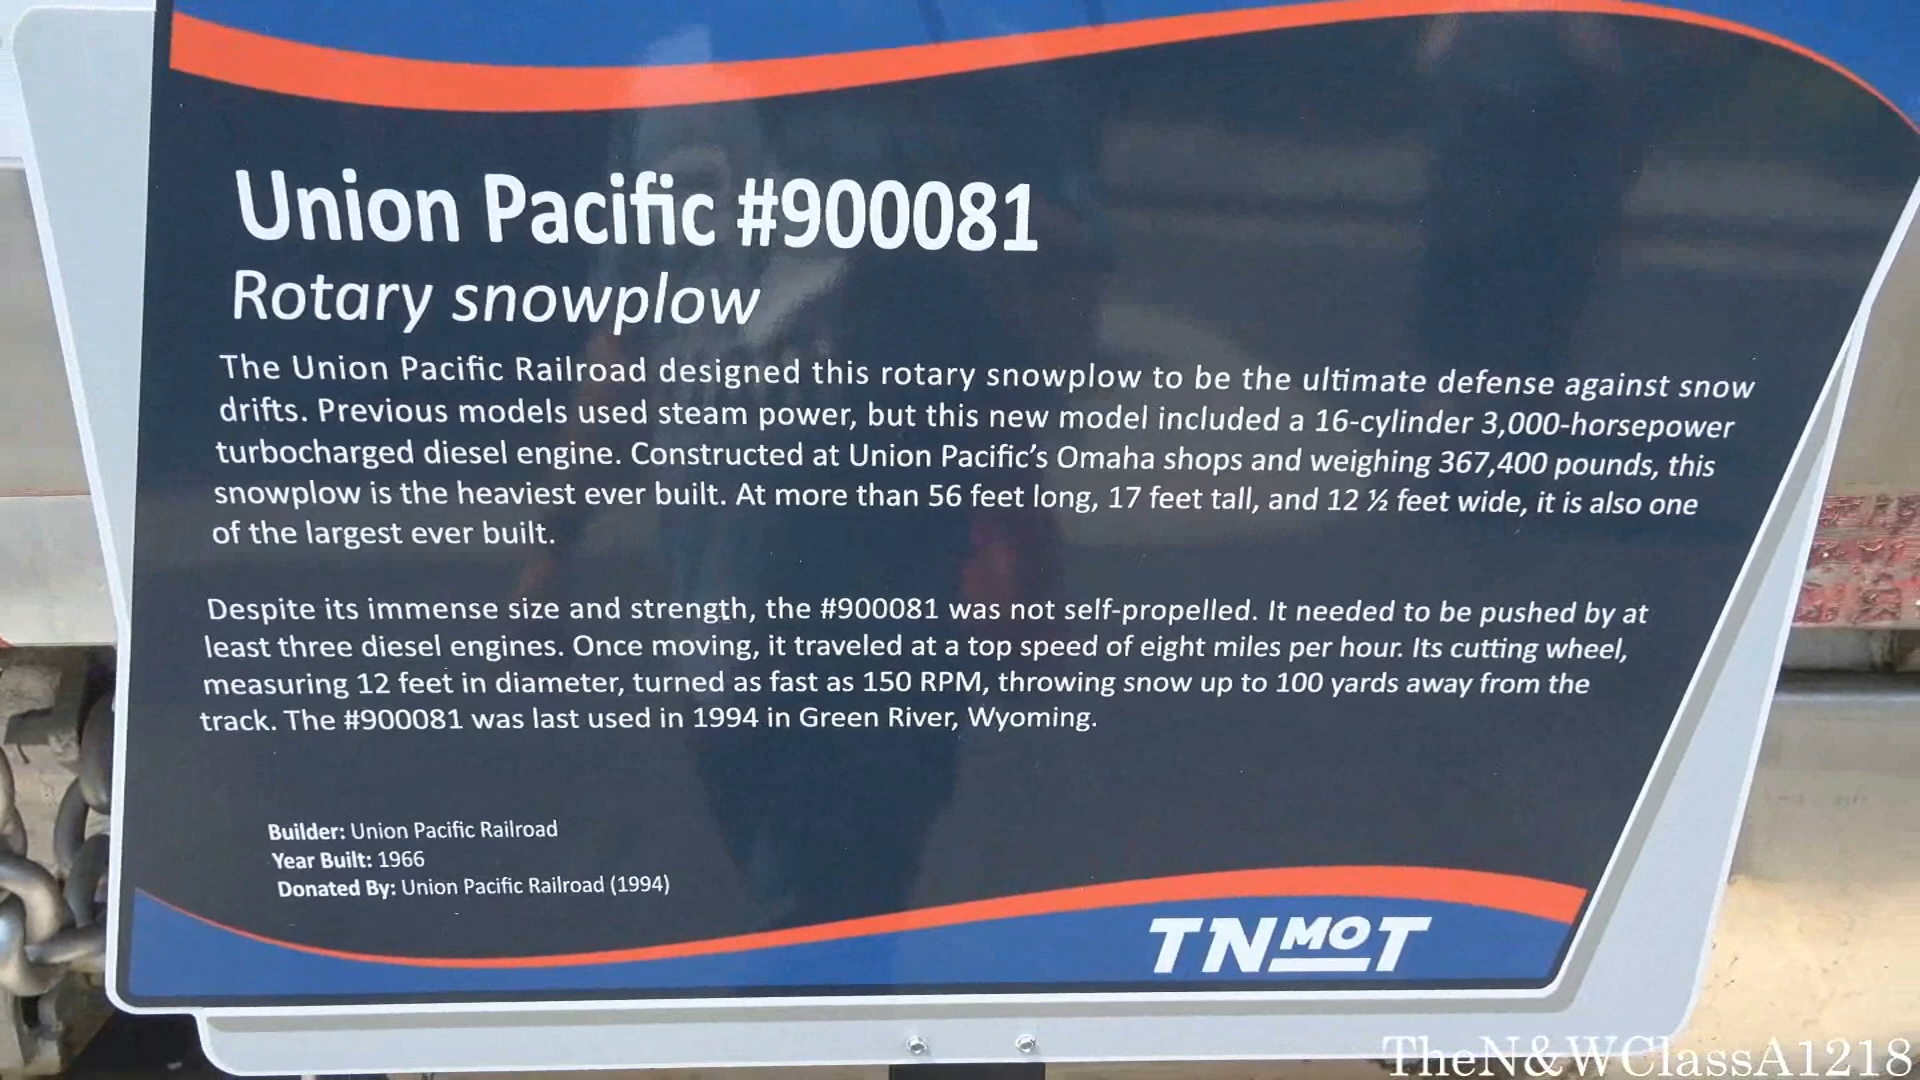 Union Pacific #900081
Rotary snowplow
The Union Pacific Railroad designed this rotary snowplow to be the ultimate defense against snow
drifts. Previous models used steam power, but this new model included a 16-cylinder 3,000-horsepower
turbocharged diesel engine. Constructed at Union Pacific's Omaha shops and weighing 367,400 pounds, this
snowplow is the heaviest ever built. At more than 56 feet long, 17 feet tall, and 12 ½ feet wide, it is also one
of the largest ever built.
Despite its immense size and strength, the #900081 was not self-propelled. It needed to be pushed by at
least three diesel engines. Once moving, it traveled at a top speed of eight miles per hour. Its cutting wheel,
measuring 12 feet in diameter, turned as fast as 150 RPM, throwing snow up to 100 yards away from the
track. The #900081 was last used in 1994 in Green River, Wyoming.
Builder: Union Pacific Railroad
Year Built: 1966
Donated By: Union Pacific Railroad (1994)
TNMOT
TheN&WClassA1218